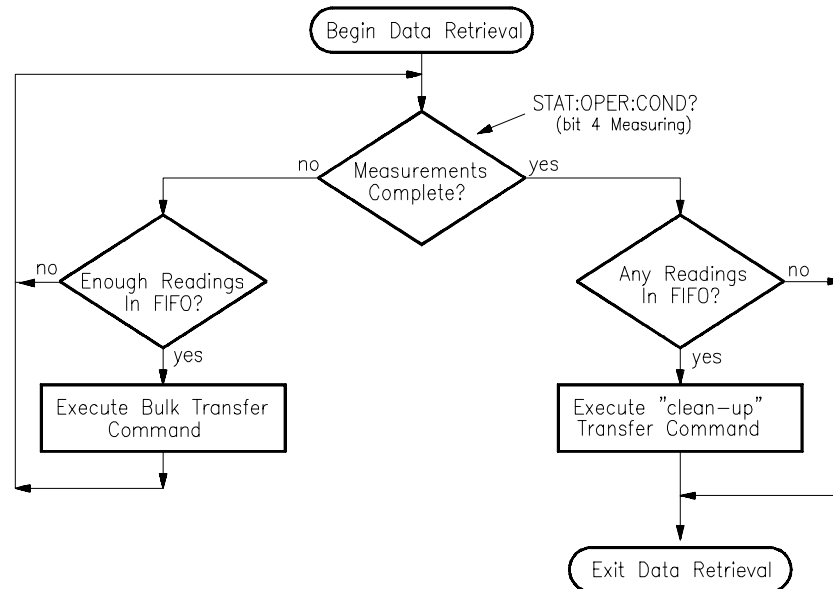 Begin Data Retrieval
STAT:OPER:COND?
(bit 4 Measuring)
no
Measurements
Complete?
yes
no
Enough Readings
In FIFO?
Any Readings
In FIFO?
no
yes
yes
Execute Bulk Transfer
Command
Execute "clean-up"
Transfer Command
Exit Data Retrieval